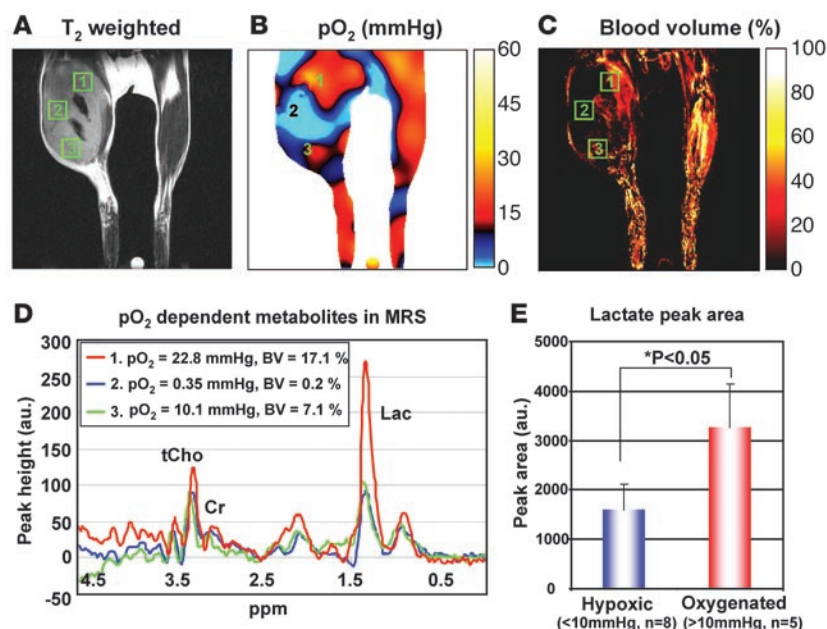 A T2 weighted
1
2
3
B pO2 (mmHg)
1
2
3
60
45
30
15
0
C Blood volume (%)
1
2
3
100
80
60
40
20
0
D pO2 dependent metabolites in MRS
Peak height (au.)
300
250
200
150
100
50
0
-50
1. pO2 = 22.8 mmHg, BV = 17.1 %
2. pO2 = 0.35 mmHg, BV = 0.2 %
3. pO2 = 10.1 mmHg, BV = 7.1 %
tCho
Cr
Lac
4.5 3.5 2.5 1.5 0.5
ppm
E Lactate peak area
Peak area (au.)
5000
4000
3000
2000
1000
0
*P<0.05
Hypoxic Oxygenated
(<10mmHg, n=8) (>10mmHg, n=5)